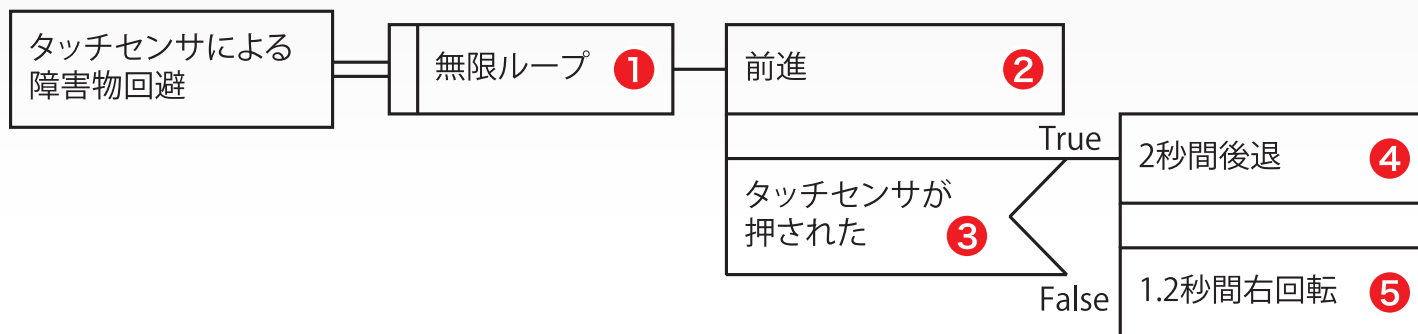 タッチセンサによる
障害物回避
無限ループ ❶
前進 ❷
True
2秒間後退 ❹
タッチセンサが
押された ❸
False
1.2秒間右回転 ❺